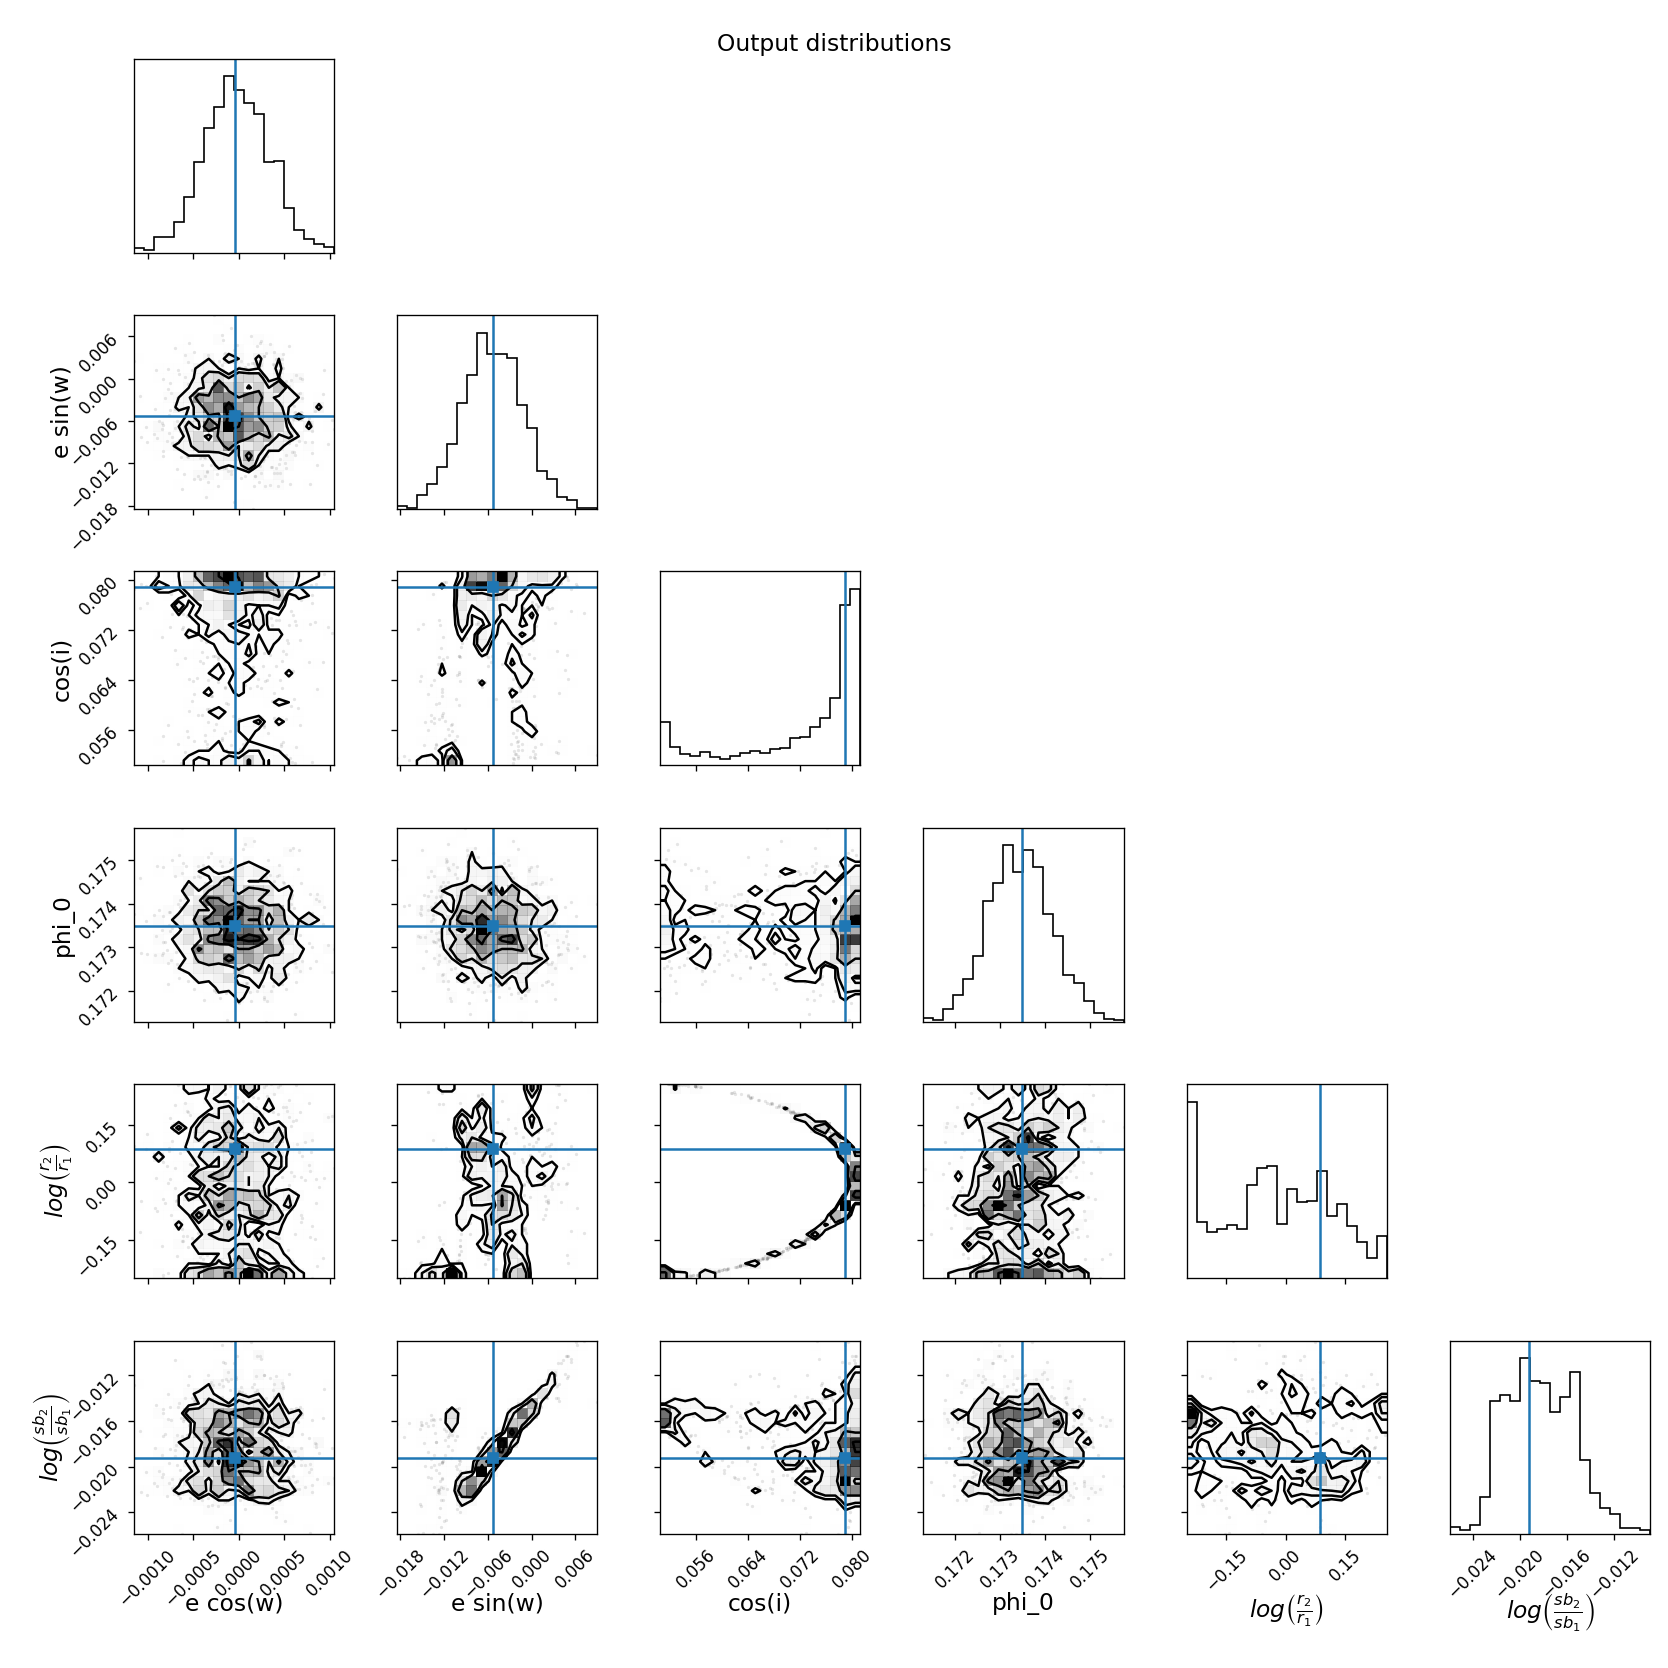 Output distributions
e sin(w)
0.006
0.000
−0.006
−0.012
−0.018
cos(i)
0.080
0.072
0.064
0.056
phi_0
0.175
0.174
0.173
0.172
log(r2/r1)
0.15
0.00
−0.15
log(sb2/sb1)
−0.012
−0.016
−0.020
−0.024
−0.0010 −0.0005 0.0000 0.0005 0.0010
e cos(w)
−0.018 −0.012 −0.006 0.000 0.006
e sin(w)
0.056 0.064 0.072 0.080
cos(i)
0.172 0.173 0.174 0.175
phi_0
−0.15 0.00 0.15
log(r2/r1)
−0.024 −0.020 −0.016 −0.012
log(sb2/sb1)